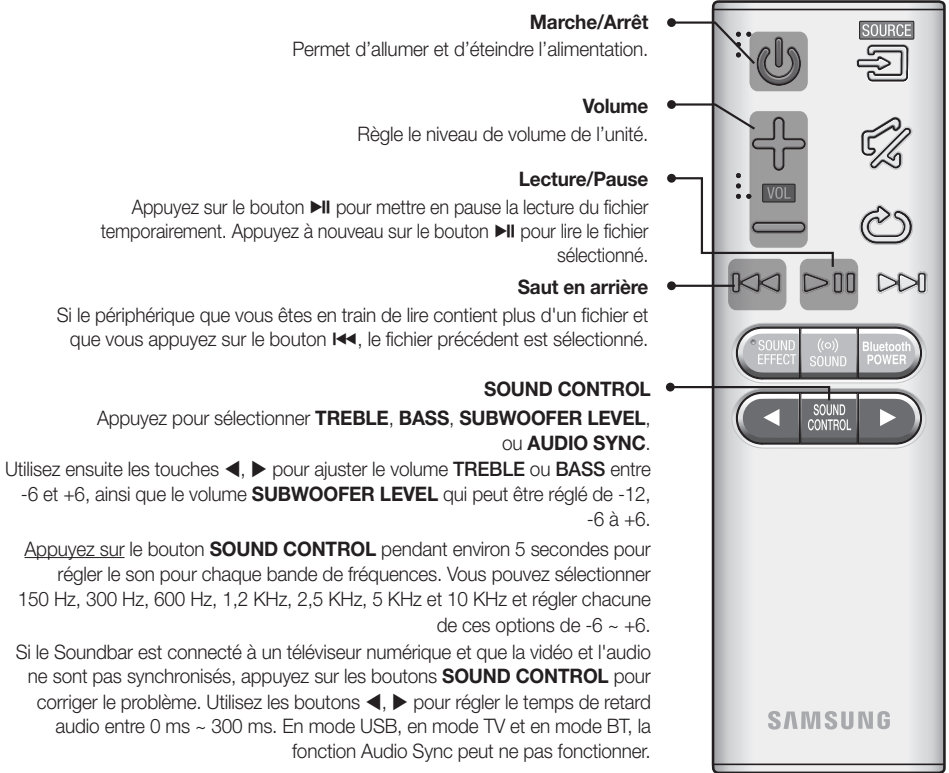 Marche/Arrêt
Permet d'allumer et d'éteindre l'alimentation.
Volume
Règle le niveau de volume de l'unité.
Lecture/Pause
Appuyez sur le bouton ►II pour mettre en pause la lecture du fichier
temporairement. Appuyez à nouveau sur le bouton ►II pour lire le fichier
sélectionné.
Saut en arrière
Si le périphérique que vous êtes en train de lire contient plus d'un fichier et
que vous appuyez sur le bouton I◄◄, le fichier précédent est sélectionné.
SOUND CONTROL
Appuyez pour sélectionner TREBLE, BASS, SUBWOOFER LEVEL,
ou AUDIO SYNC.
Utilisez ensuite les touches ◄, ► pour ajuster le volume TREBLE ou BASS entre
-6 et +6, ainsi que le volume SUBWOOFER LEVEL qui peut être réglé de -12,
-6 à +6.
Appuyez sur le bouton SOUND CONTROL pendant environ 5 secondes pour
régler le son pour chaque bande de fréquences. Vous pouvez sélectionner
150 Hz, 300 Hz, 600 Hz, 1,2 KHz, 2,5 KHz, 5 KHz et 10 KHz et régler chacune
de ces options de -6 ~ +6.
Si le Soundbar est connecté à un téléviseur numérique et que la vidéo et l'audio
ne sont pas synchronisés, appuyez sur les boutons SOUND CONTROL pour
corriger le problème. Utilisez les boutons ◄, ► pour régler le temps de retard
audio entre 0 ms ~ 300 ms. En mode USB, en mode TV et en mode BT, la
fonction Audio Sync peut ne pas fonctionner.
SOURCE
VOL
SOUND
EFFECT
SOUND
Bluetooth
POWER
SOUND
CONTROL
SAMSUNG